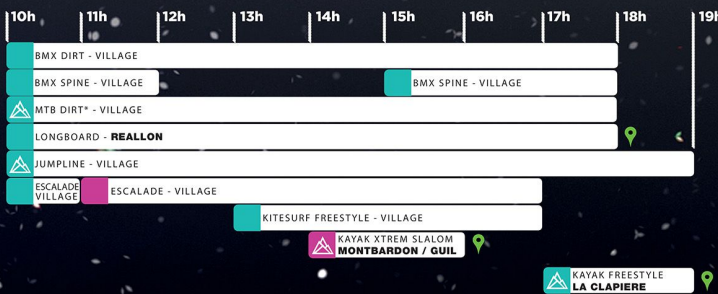 10h 11h 12h 13h 14h 15h 16h 17h 18h 19h
BMX DIRT - VILLAGE
BMX SPINE - VILLAGE BMX SPINE - VILLAGE
MTB DIRT* - VILLAGE
LONGBOARD - REALLON
JUMPLINE - VILLAGE
ESCALADE
VILLAGE
ESCALADE - VILLAGE
KITESURF FREESTYLE - VILLAGE
KAYAK XTREM SLALOM
MONTBARDON / GUIL
KAYAK FREESTYLE
LA CLAPIERE